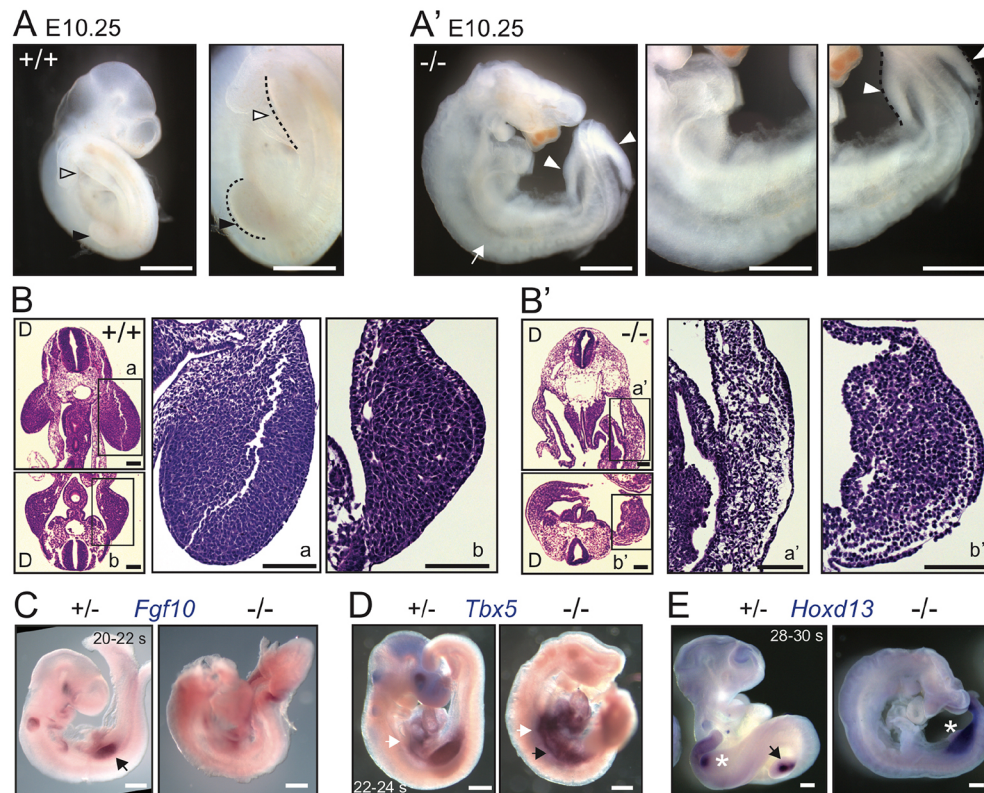 A E10.25
+/+
A' E10.25
-/-
B
D
+/+
a
D
b
a
b
B'
D
-/-
a'
D
b'
a'
b'
C +/- Fgf10 -/-
20-22 s
D +/- Tbx5 -/-
22-24 s
E +/- Hoxd13 -/-
28-30 s
*
*